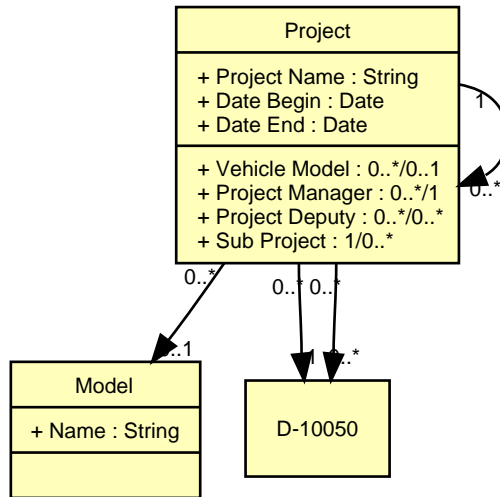 Project
+ Project Name : String
+ Date Begin : Date
+ Date End : Date
1
+ Vehicle Model : 0..*/0..1
+ Project Manager : 0..*/1
+ Project Deputy : 0..*/0..*
+ Sub Project : 1/0..*
0..*
0..*
0..*
0..*
0..1
1
0..*
Model
+ Name : String
D-10050